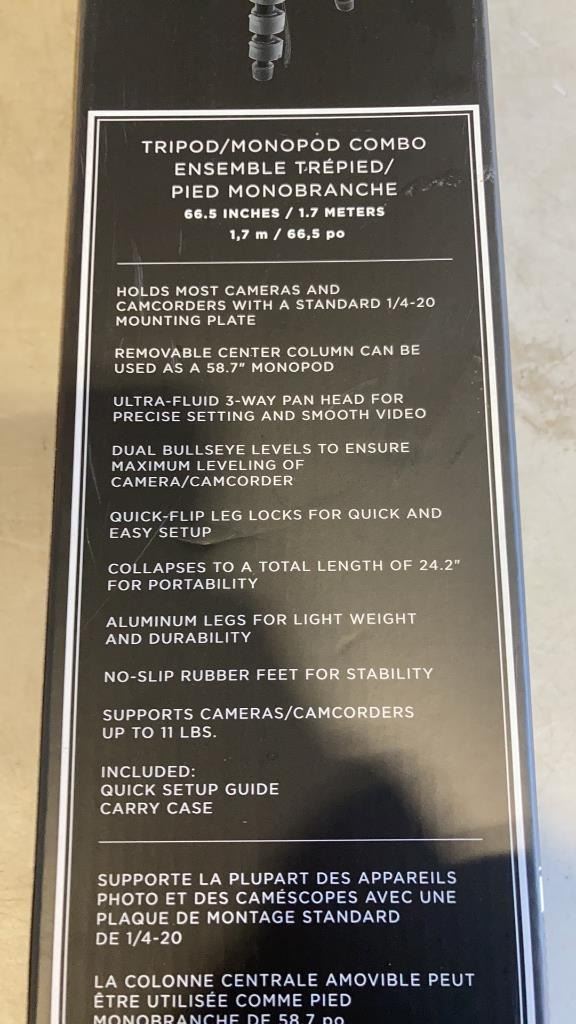 TRIPOD/MONOPOD COMBO
ENSEMBLE TRÉPIED/
PIED MONOBRANCHE
66.5 INCHES / 1.7 METERS
1,7 m / 66,5 po
HOLDS MOST CAMERAS AND
CAMCORDERS WITH A STANDARD 1/4-20
MOUNTING PLATE
REMOVABLE CENTER COLUMN CAN BE
USED AS A 58.7" MONOPOD
ULTRA-FLUID 3-WAY PAN HEAD FOR
PRECISE SETTING AND SMOOTH VIDEO
DUAL BULLSEYE LEVELS TO ENSURE
MAXIMUM LEVELING OF
CAMERA/CAMCORDER
QUICK-FLIP LEG LOCKS FOR QUICK AND
EASY SETUP
COLLAPSES TO A TOTAL LENGTH OF 24.2"
FOR PORTABILITY
ALUMINUM LEGS FOR LIGHT WEIGHT
AND DURABILITY
NO-SLIP RUBBER FEET FOR STABILITY
SUPPORTS CAMERAS/CAMCORDERS
UP TO 11 LBS.
INCLUDED:
QUICK SETUP GUIDE
CARRY CASE
SUPPORTE LA PLUPART DES APPAREILS
PHOTO ET DES CAMÉSCOPES AVEC UNE
PLAQUE DE MONTAGE STANDARD
DE 1/4-20
LA COLONNE CENTRALE AMOVIBLE PEUT
ÊTRE UTILISÉE COMME PIED
MONOBRANCHE DE 58,7 po